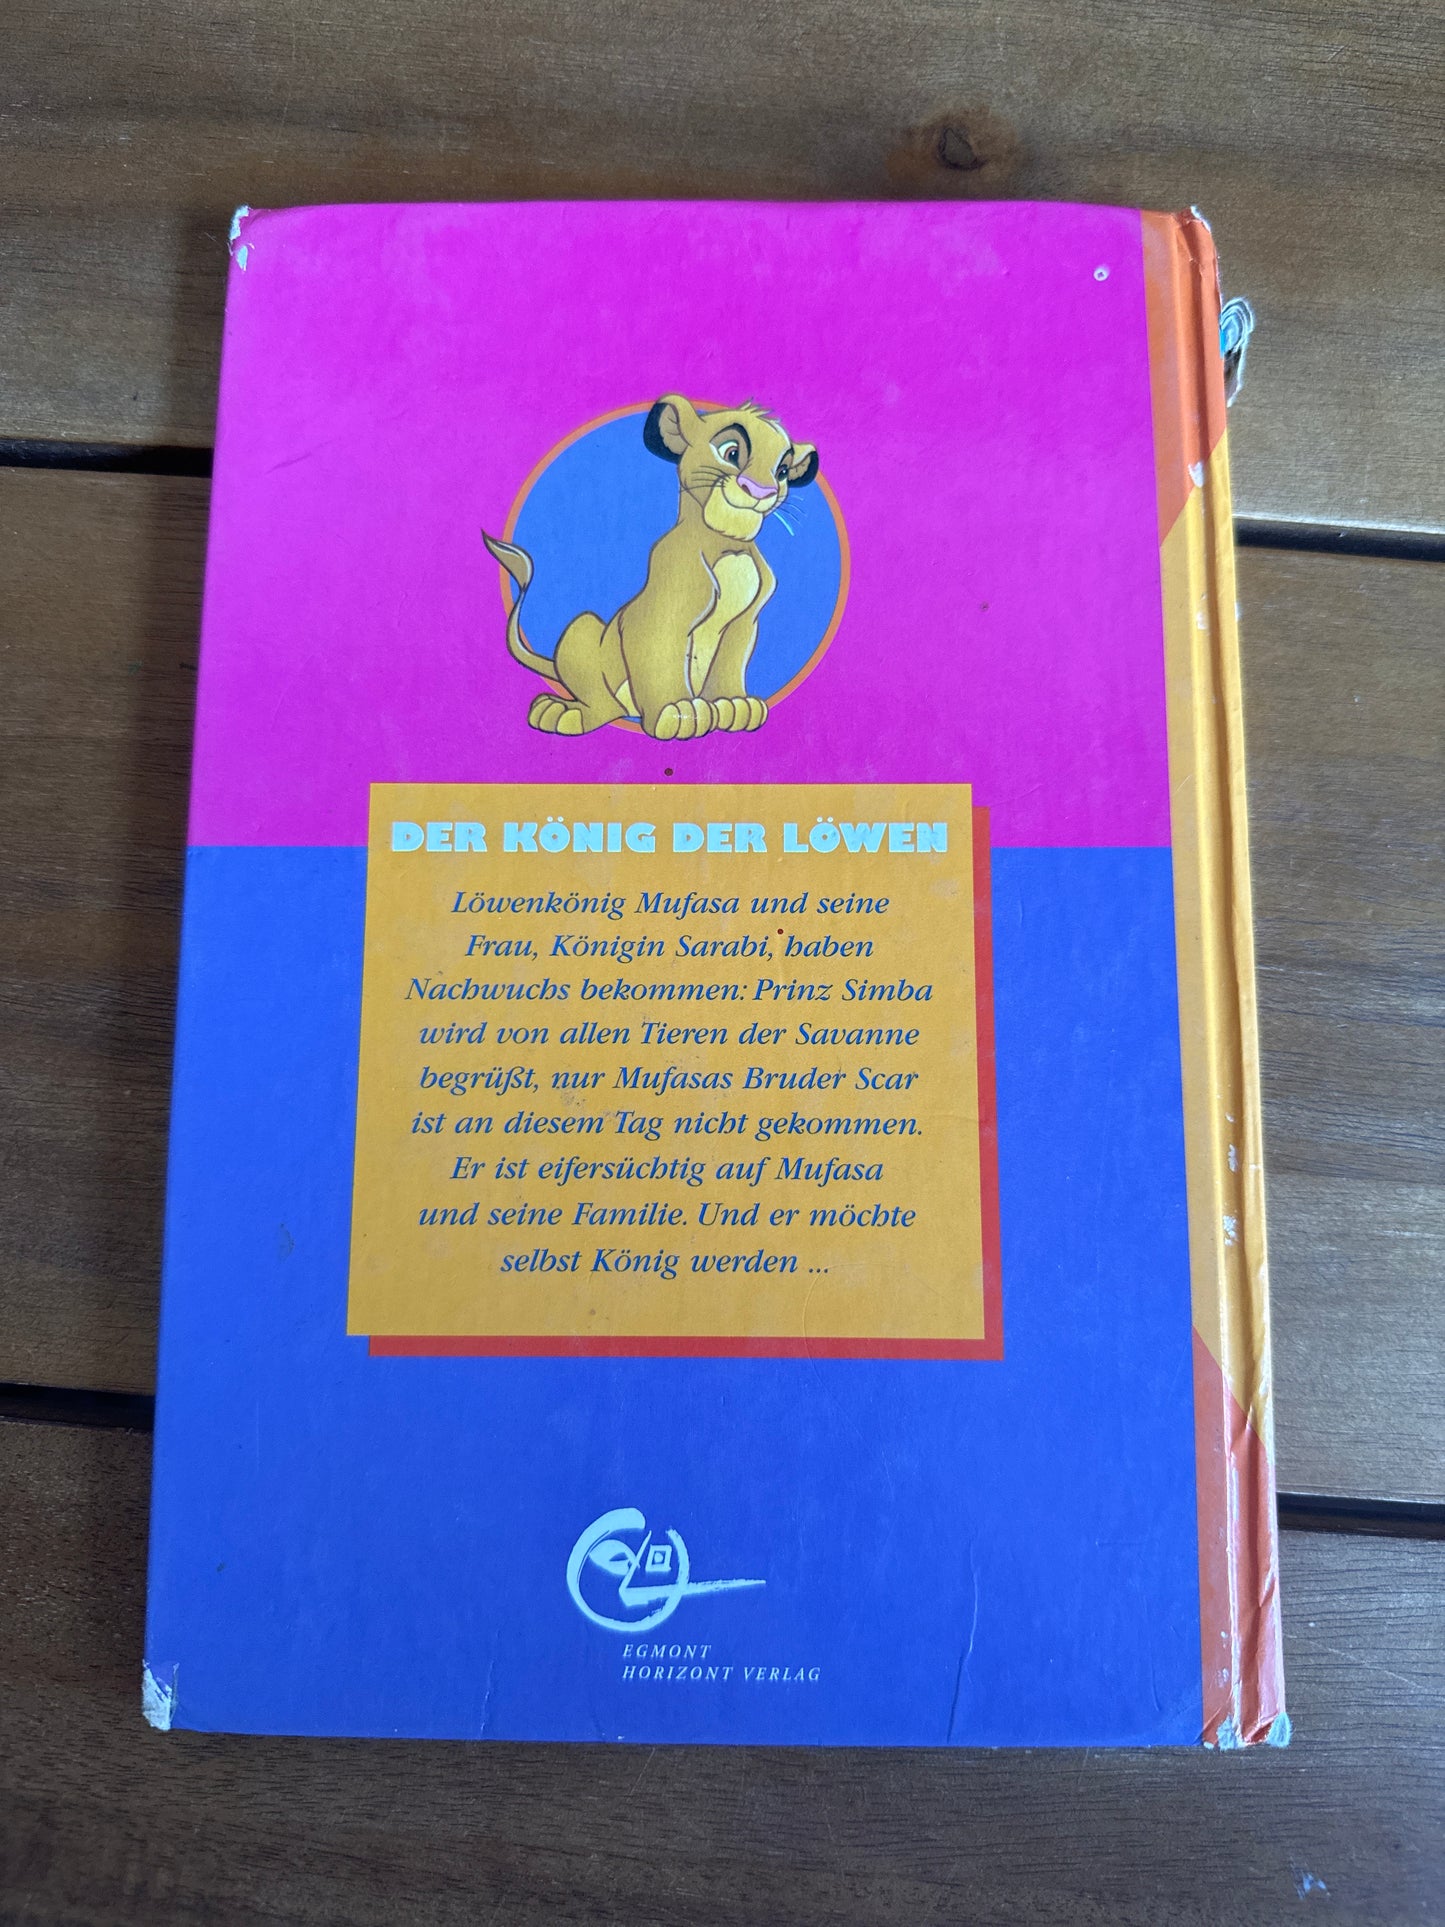 DER KÖNIG DER LÖWEN
Löwenkönig Mufasa und seine
Frau, Königin Sarabi, haben
Nachwuchs bekommen: Prinz Simba
wird von allen Tieren der Savanne
begrüßt, nur Mufasas Bruder Scar
ist an diesem Tag nicht gekommen.
Er ist eifersüchtig auf Mufasa
und seine Familie. Und er möchte
selbst König werden ...
EGMONT
HORIZONT VERLAG